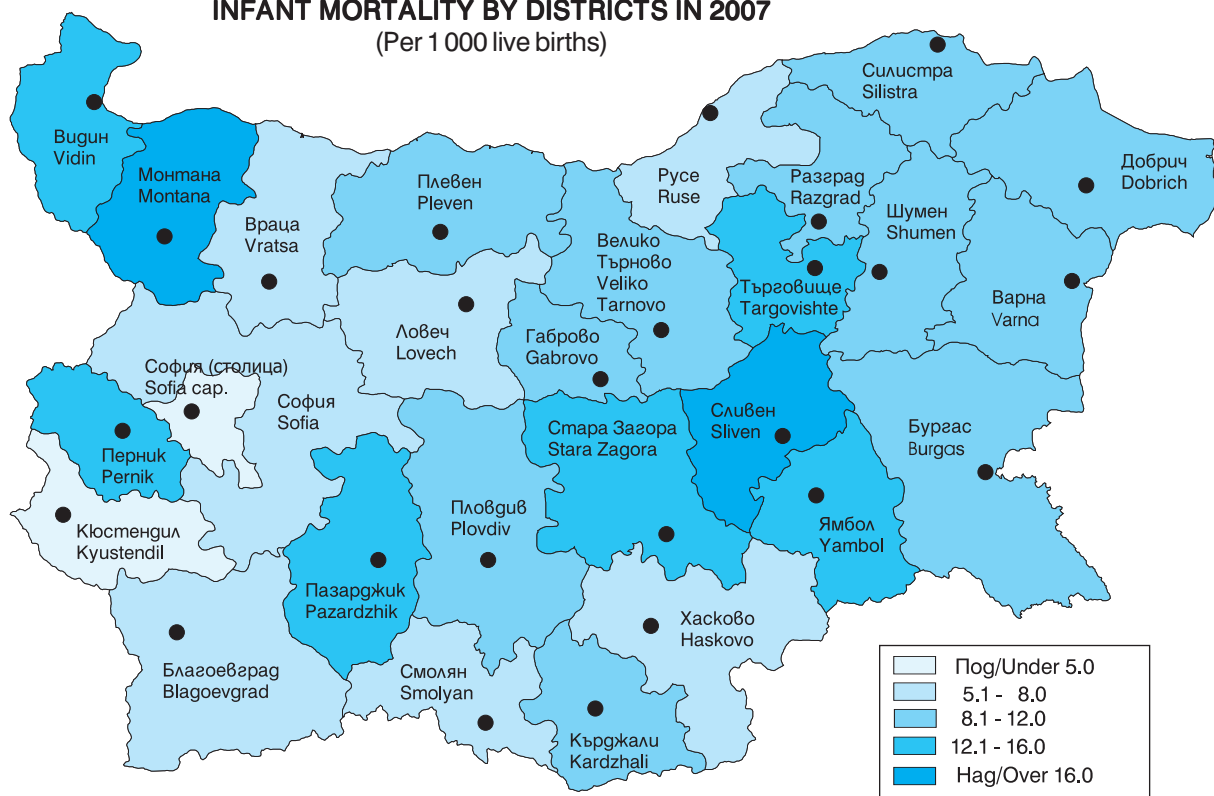 INFANT MORTALITY BY DISTRICTS IN 2007
(Per 1 000 live births)
Силистра
Silistra
Видин
Vidin
Монтана
Montana
Враца
Vratsa
Плевен
Pleven
Русе
Ruse
Разград
Razgrad
Добрич
Dobrich
Шумен
Shumen
Велико
Търново
Veliko
Tarnovo
Търговище
Targovishte
Варна
Varna
Ловеч
Lovech
Габрово
Gabrovo
София (столица)
Sofia cap.
София
Sofia
Стара Загора
Stara Zagora
Сливен
Sliven
Бургас
Burgas
Перник
Pernik
Кюстендил
Kyustendil
Пловдив
Plovdiv
Ямбол
Yambol
Пазарджик
Pazardzhik
Хасково
Haskovo
Благоевград
Blagoevgrad
Смолян
Smolyan
Кърджали
Kardzhali
Под/Under 5.0
5.1 - 8.0
8.1 - 12.0
12.1 - 16.0
Над/Over 16.0